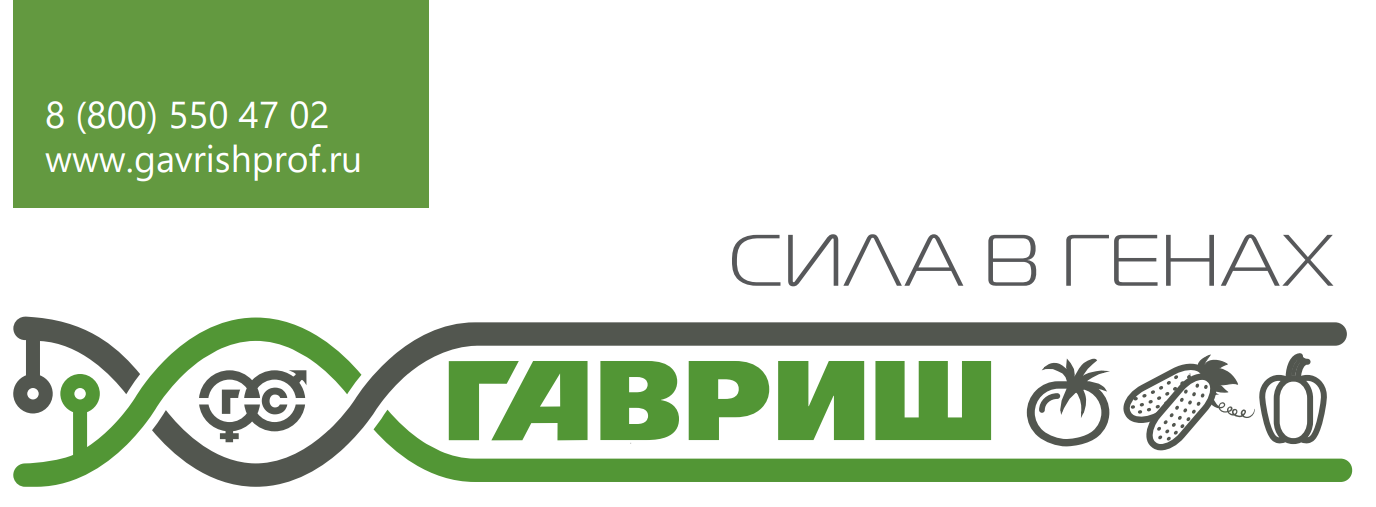 8 (800) 550 47 02
www.gavrishprof.ru
СИЛА В ГЕНАХ
ГС
ГАВРИШ